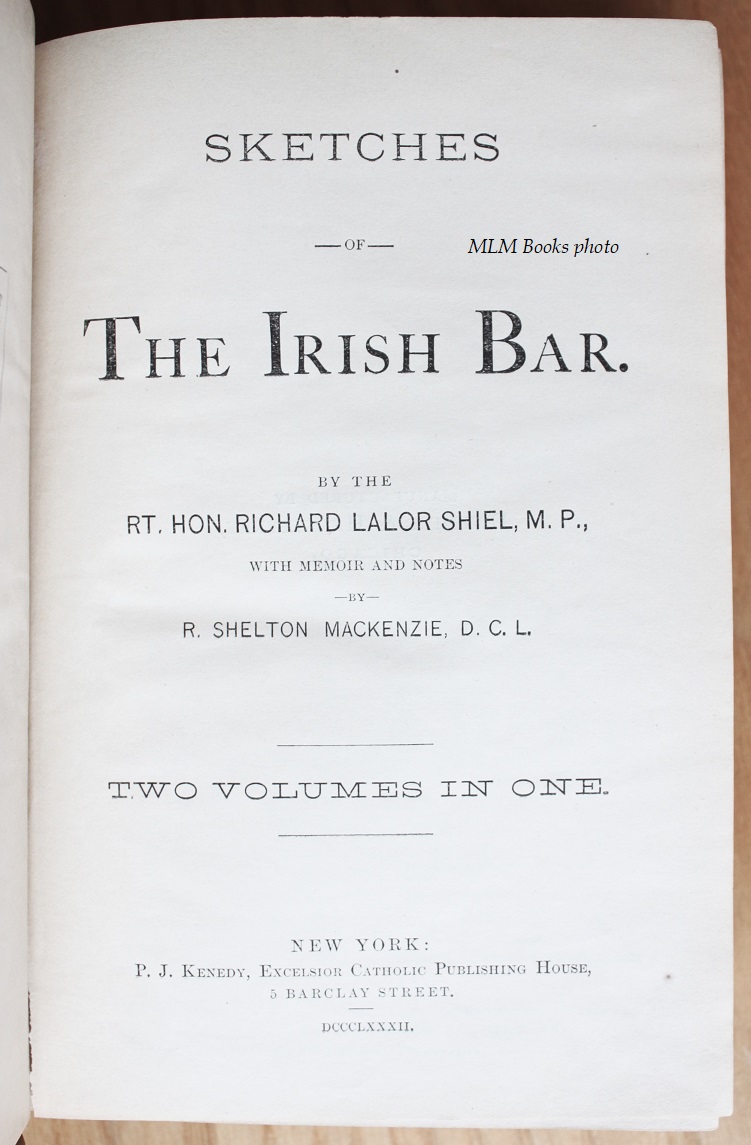 SKETCHES
—OF—
MLM Books photo
THE IRISH BAR.
BY THE
RT. HON. RICHARD LALOR SHIEL, M. P.,
WITH MEMOIR AND NOTES
—BY—
R. SHELTON MACKENZIE, D. C. L.
TWO VOLUMES IN ONE.
NEW YORK:
P. J. KENEDY, EXCELSIOR CATHOLIC PUBLISHING HOUSE,
5 BARCLAY STREET.
DCCCLXXXII.